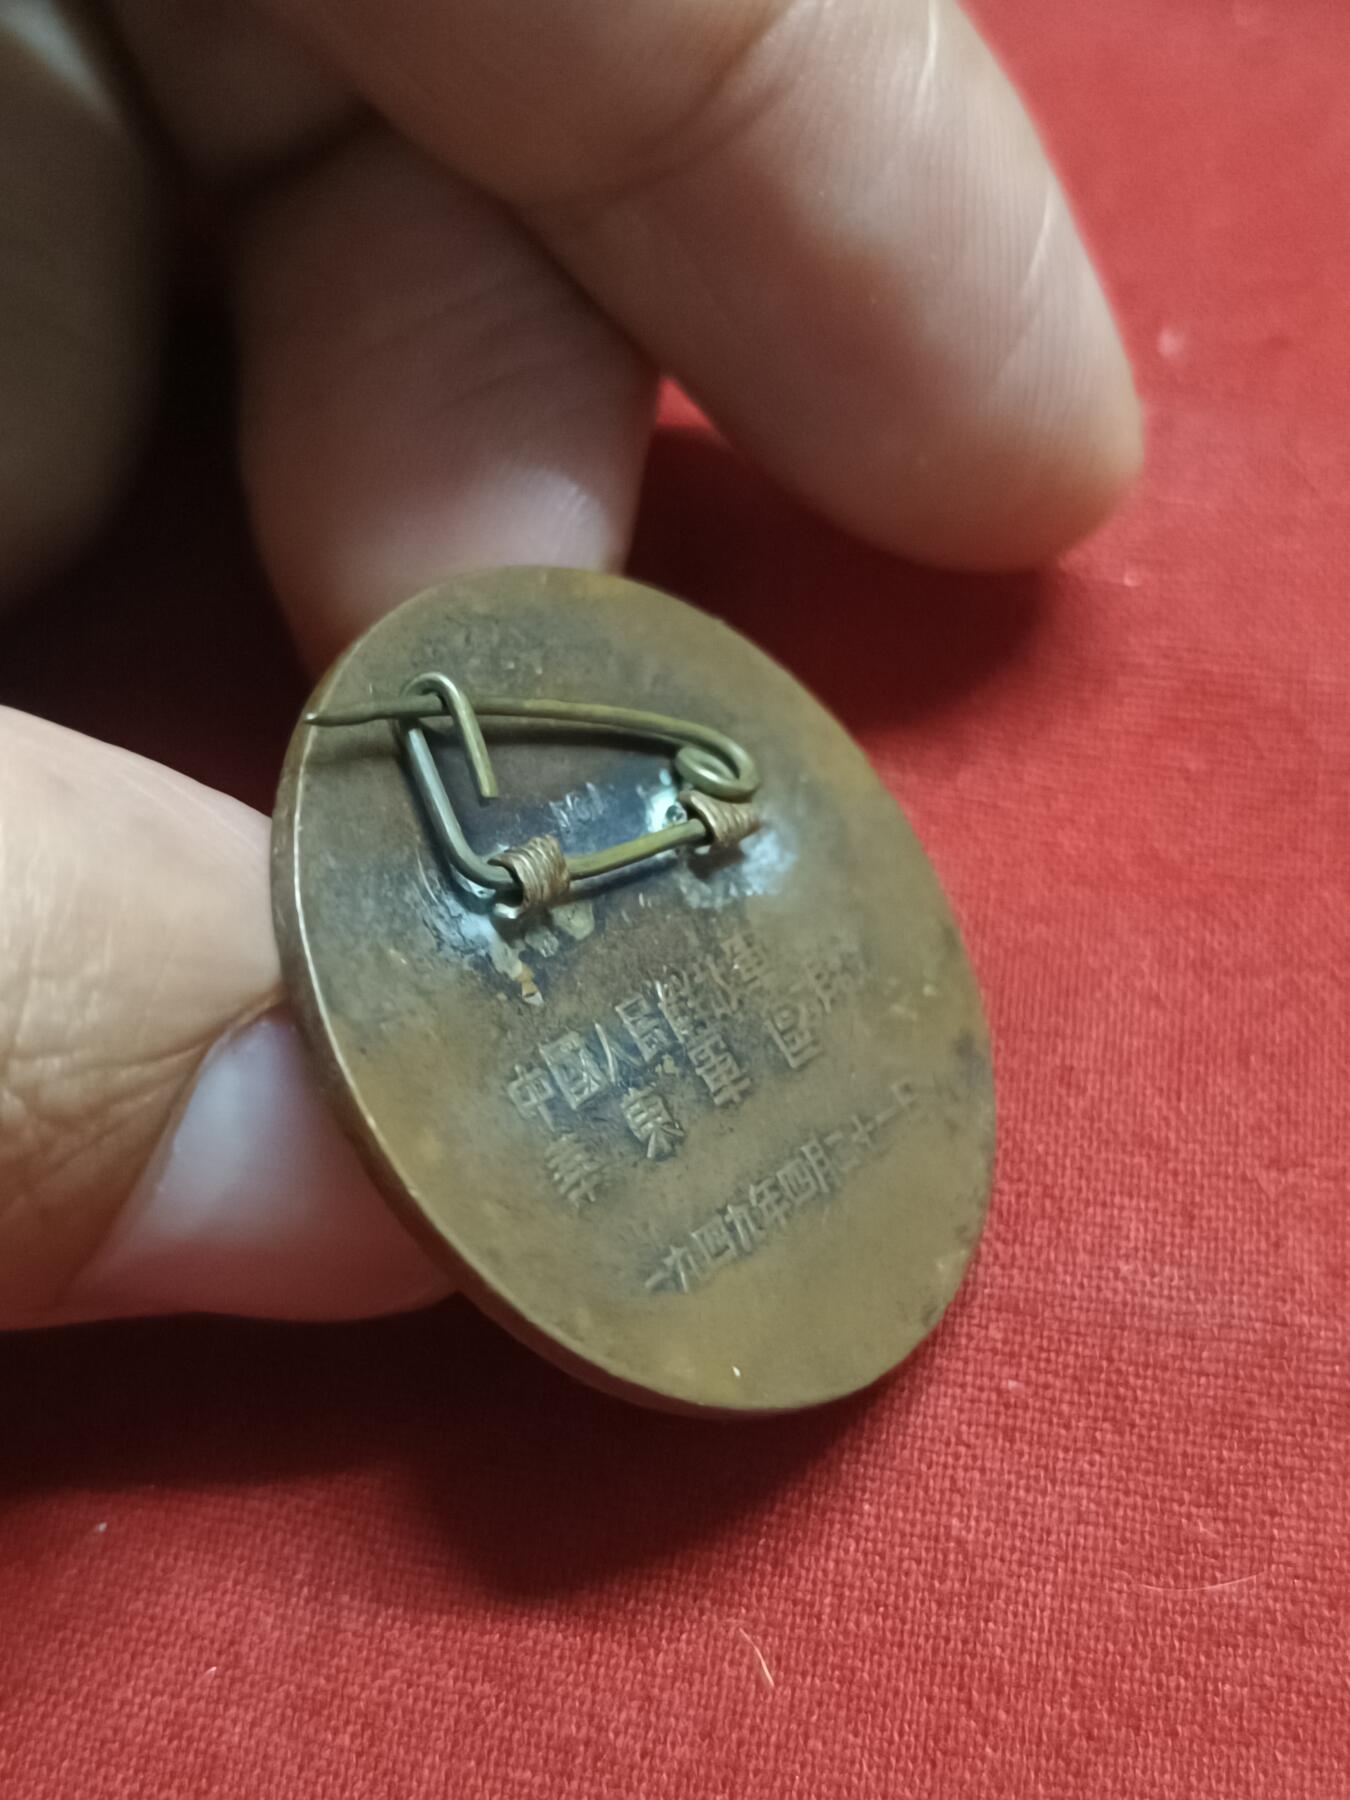 中國人民解放軍
華東軍區頒
一九四九年四月二十一日